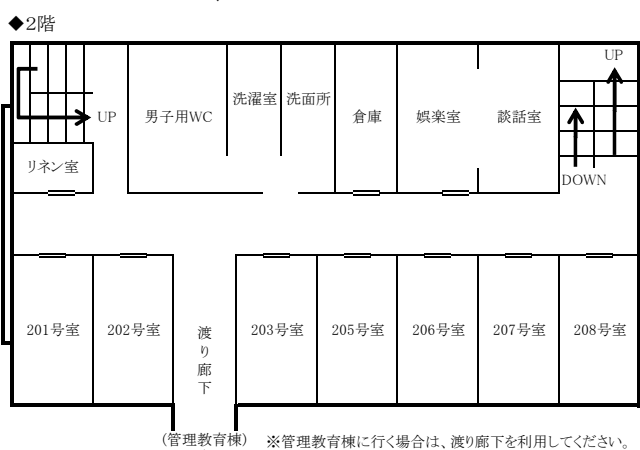 ◆2階
UP
UP
男子用WC
洗濯室
洗面所
倉庫
娯楽室
談話室
リネン室
DOWN
201号室
202号室
渡り廊下
203号室
205号室
206号室
207号室
208号室
(管理教育棟)
※管理教育棟に行く場合は、渡り廊下を利用してください。